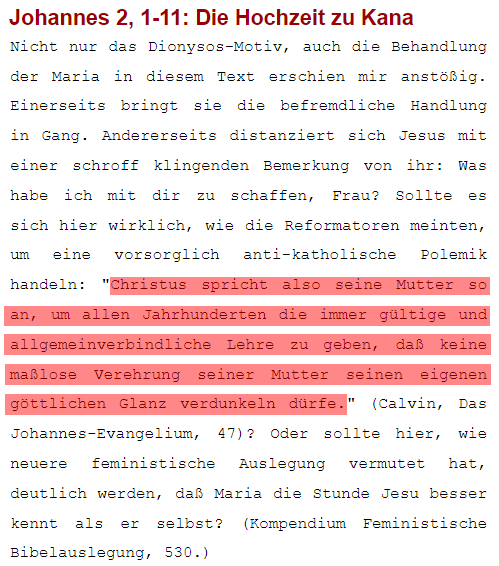 Johannes 2, 1-11: Die Hochzeit zu Kana
Nicht nur das Dionysos-Motiv, auch die Behandlung
der Maria in diesem Text erschien mir anstößig.
Einerseits bringt sie die befremdliche Handlung
in Gang. Andererseits distanziert sich Jesus mit
einer schroff klingenden Bemerkung von ihr: Was
habe ich mit dir zu schaffen, Frau? Sollte es
sich hier wirklich, wie die Reformatoren meinten,
um eine vorsorglich anti-katholische Polemik
handeln: "Christus spricht also seine Mutter so
an, um allen Jahrhunderten die immer gültige und
allgemeinverbindliche Lehre zu geben, daß keine
maßlose Verehrung seiner Mutter seinen eigenen
göttlichen Glanz verdunkeln dürfe." (Calvin, Das
Johannes-Evangelium, 47)? Oder sollte hier, wie
neuere feministische Auslegung vermutet hat,
deutlich werden, daß Maria die Stunde Jesu besser
kennt als er selbst? (Kompendium Feministische
Bibelauslegung, 530.)